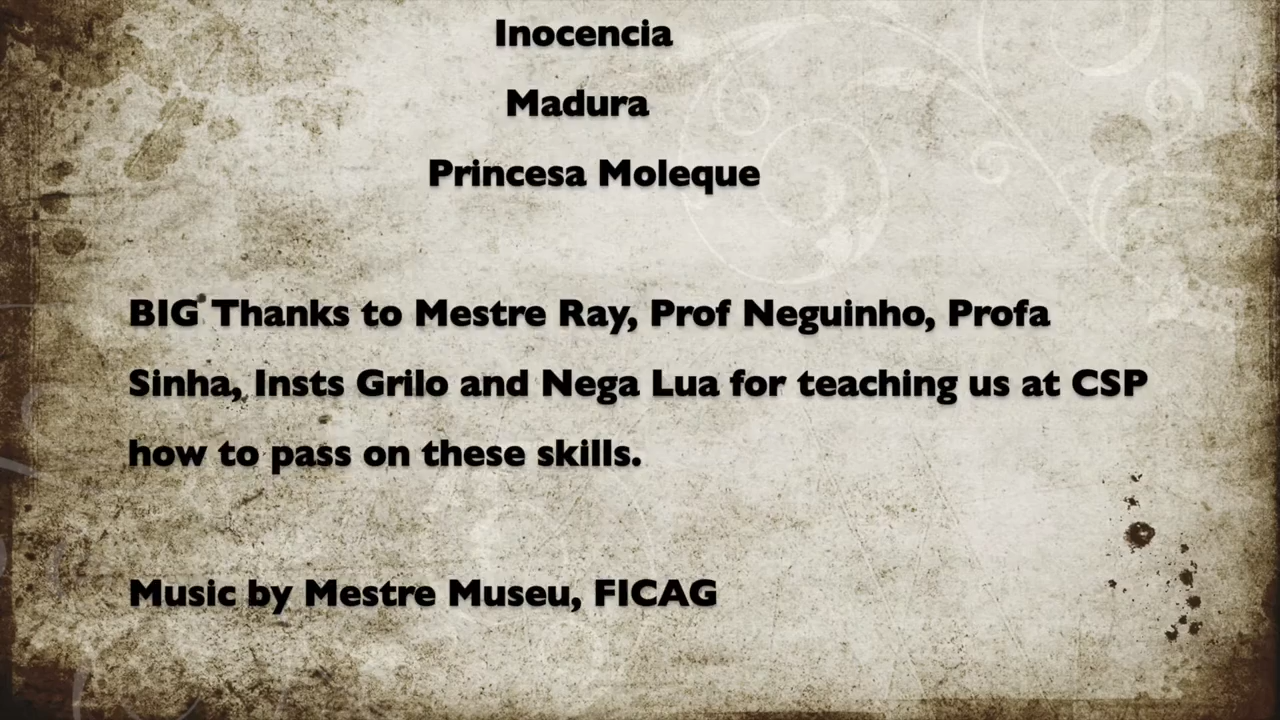 Inocencia
Madura
Princesa Moleque
BIG Thanks to Mestre Ray, Prof Neguinho, Profa
Sinha, Insts Grilo and Nega Lua for teaching us at CSP
how to pass on these skills.
Music by Mestre Museu, FICAG